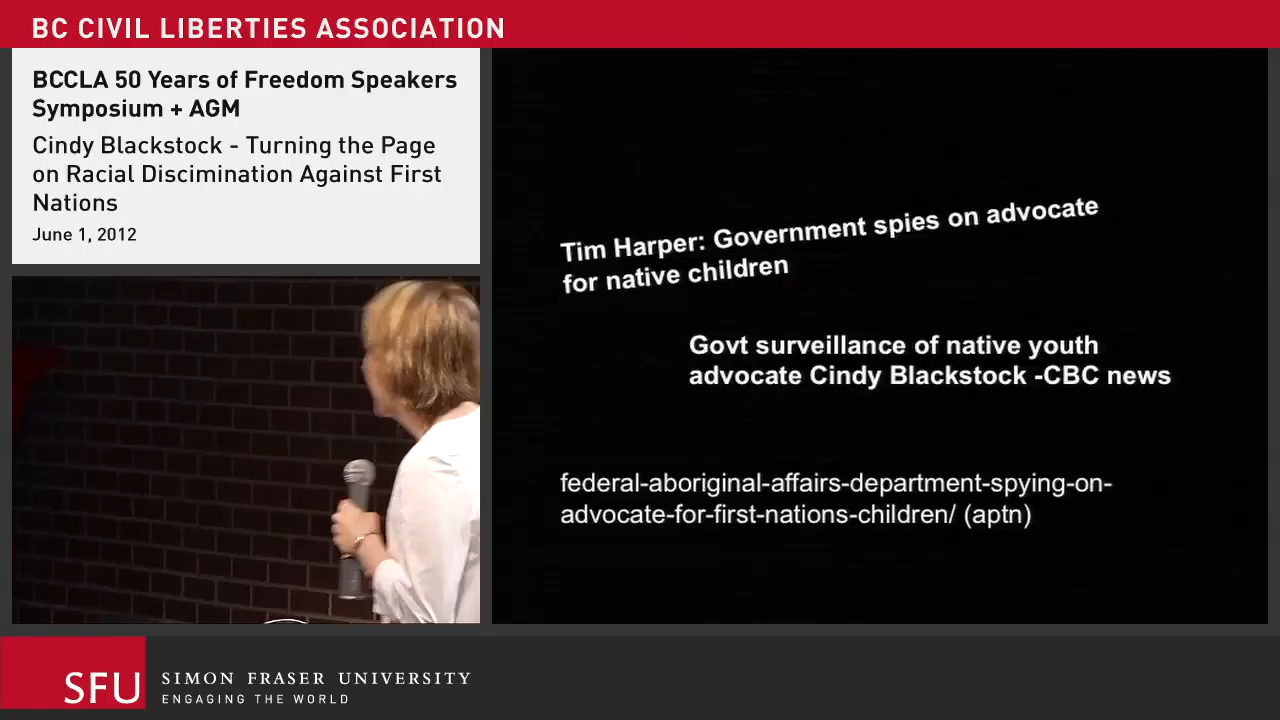 BC CIVIL LIBERTIES ASSOCIATION
BCCLA 50 Years of Freedom Speakers
Symposium + AGM
Cindy Blackstock - Turning the Page
on Racial Discimination Against First
Nations
June 1, 2012
Tim Harper: Government spies on advocate
for native children
Govt surveillance of native youth
advocate Cindy Blackstock -CBC news
federal-aboriginal-affairs-department-spying-on-
advocate-for-first-nations-children/ (aptn)
SFU
SIMON FRASER UNIVERSITY
ENGAGING THE WORLD